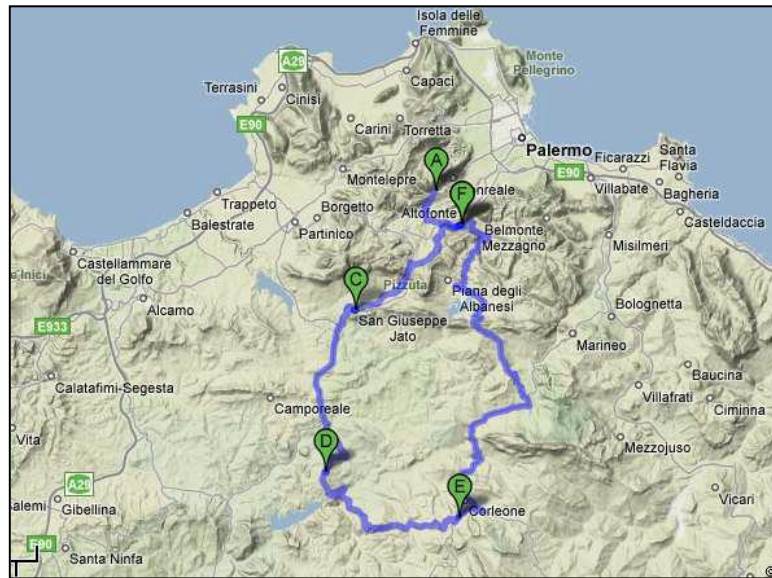 Isola delle
Femmine
A29
Capaci
Monte
Pellegrino
Terrasini
Cinisi
E90
Carini
Torretta
Palermo
Santa
Flavia
A
Ficarazzi
E90
Montelepre
Monreale
Villabate
Bagheria
Trappeto
Borgetto
F
Altofonte
Casteldaccia
Balestrate
Partinico
Belmonte
Mezzagno
Misilmeri
Castellammare
del Golfo
C
Pizzuta
Piana degli
Albanesi
Alcamo
Bolognetta
E933
San Giuseppe
Jato
Marineo
Baucina
Calatafimi-Segesta
Villafrati
Ciminna
Camporeale
Vita
D
Mezzojuso
A29
E
Vicari
Salemi
Gibellina
Corleone
E90
Santa Ninfa